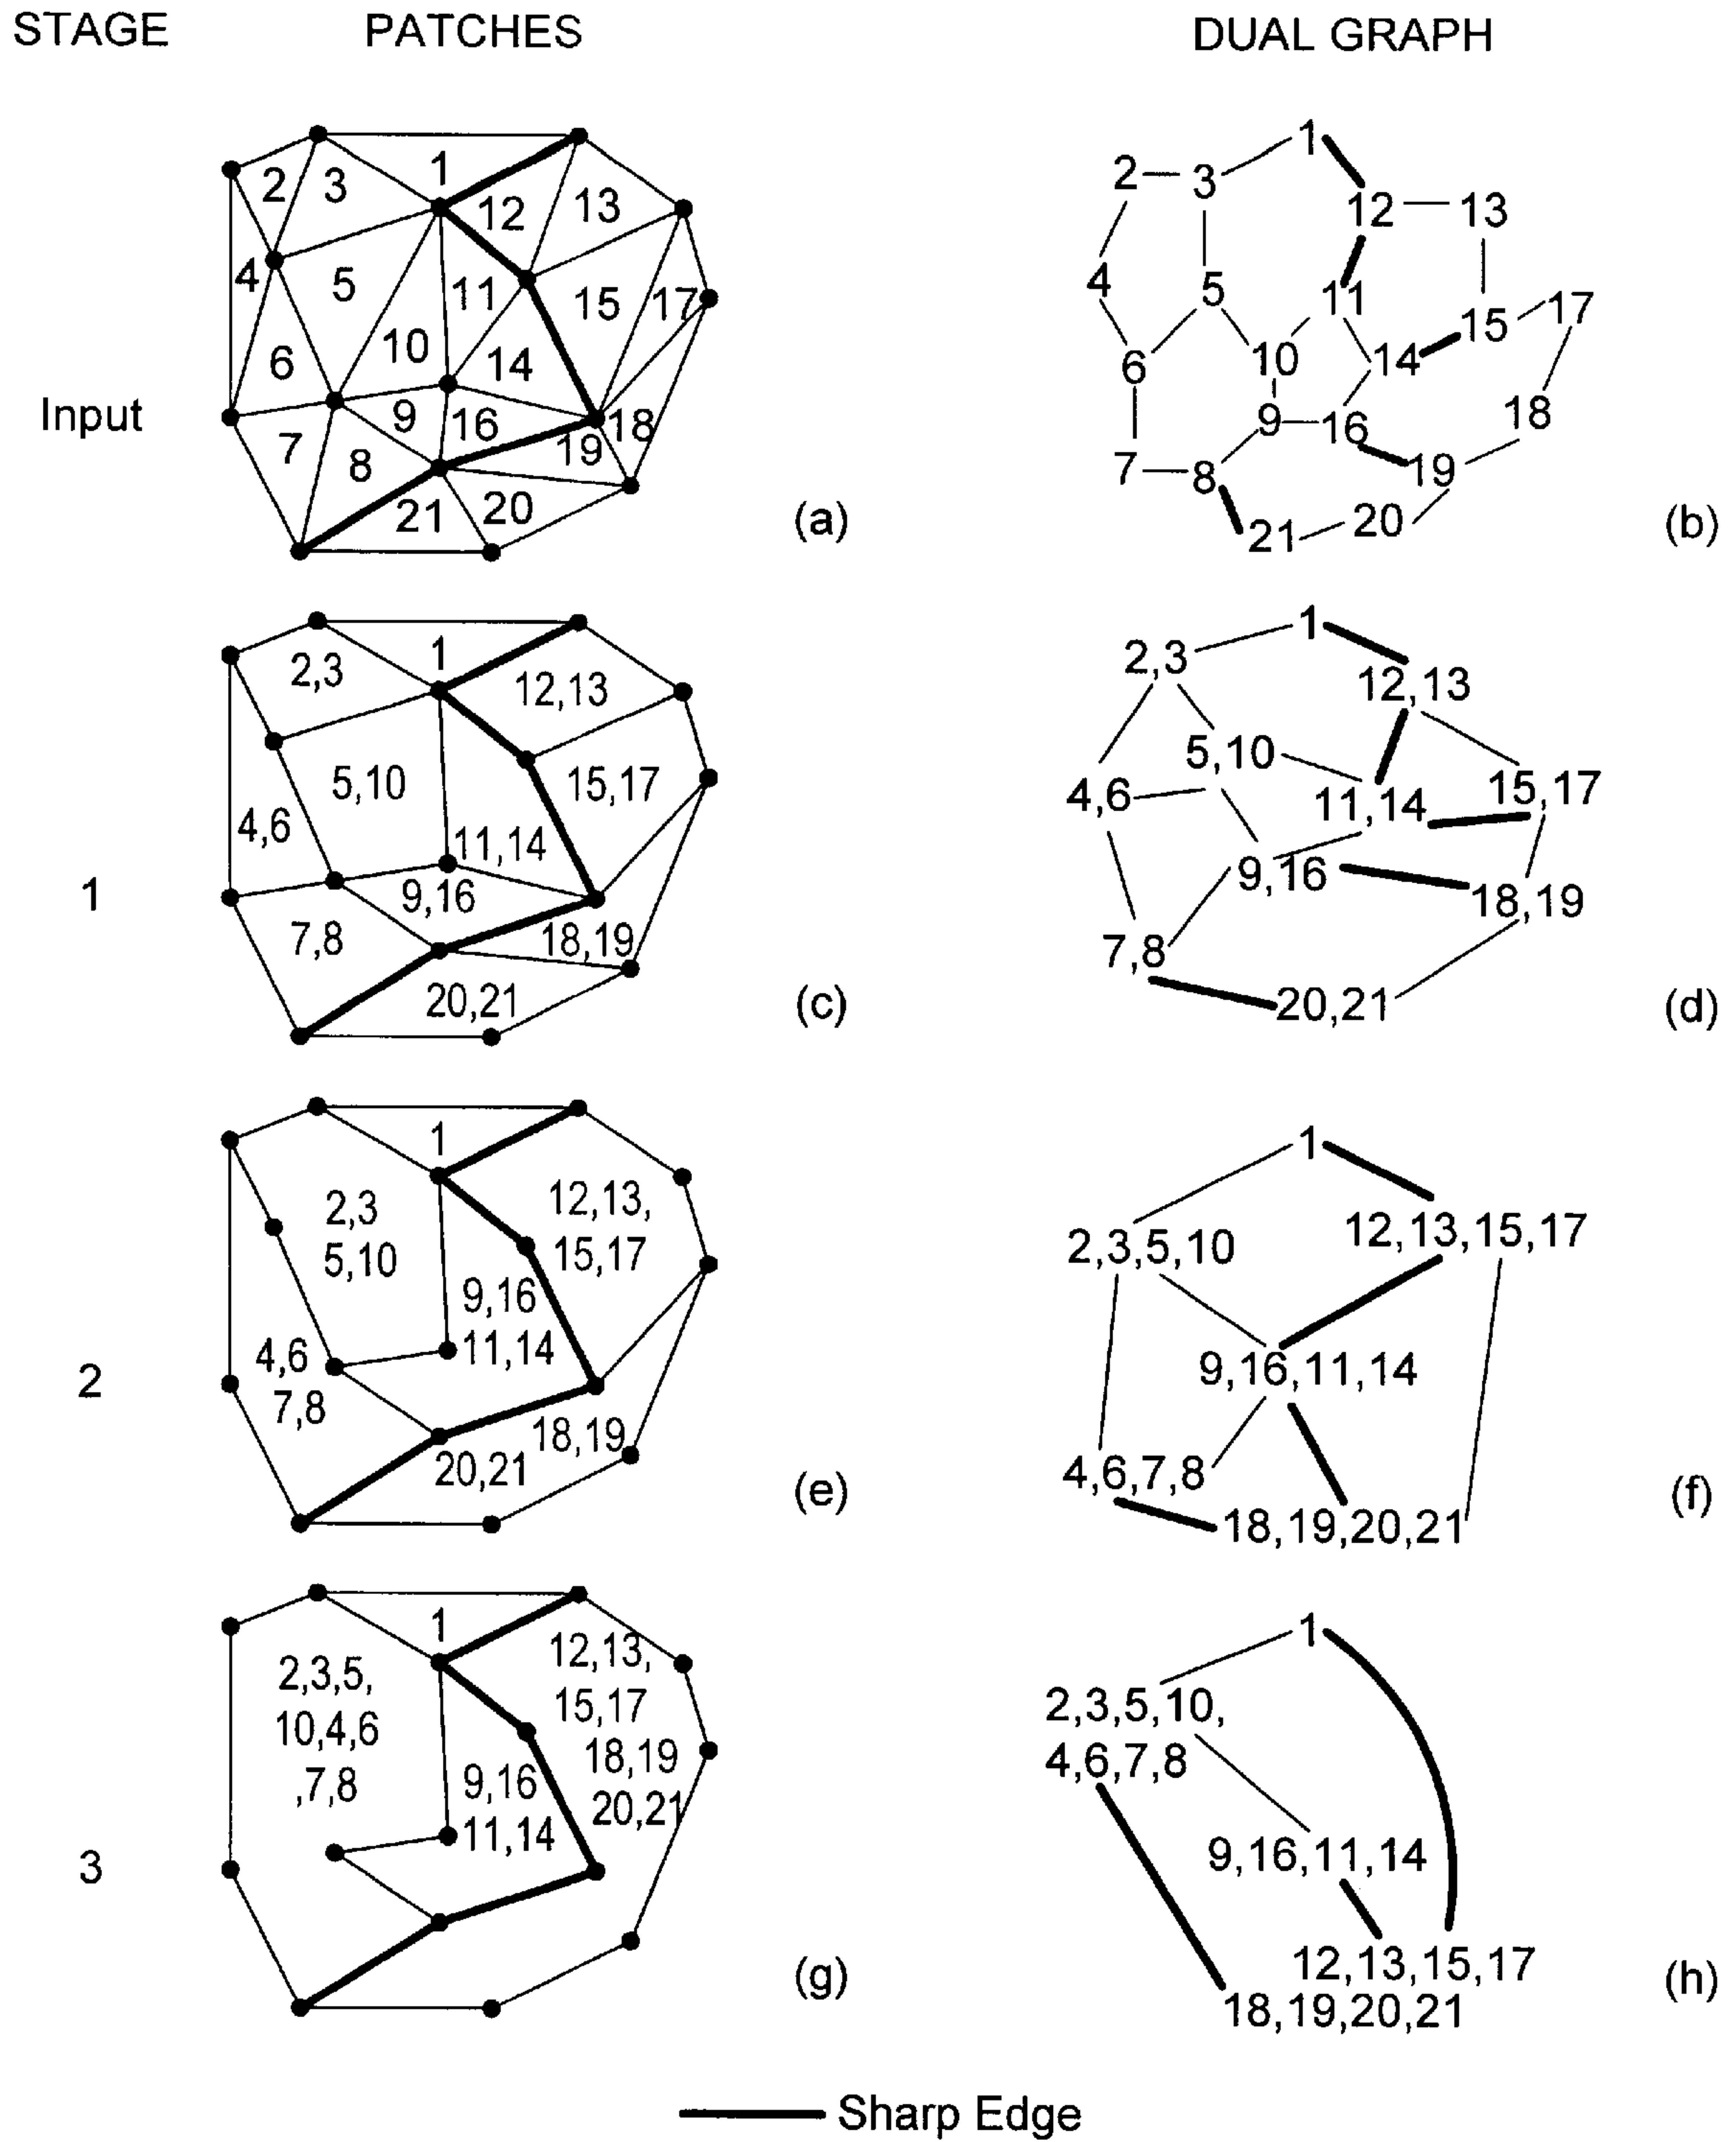 STAGE PATCHES DUAL GRAPH
1
2 3 12 13
4 5 11 15 17
10
6 14
Input 9 16 18
7 8 19
21 20
(a)
1
2 3
12 13
4 5 11
15 17
6 10 14
9 16 18
7 8 19
21 20
(b)
1
2,3 12,13
5,10 15,17
4,6 11,14
1 9,16
7,8 18,19
20,21
(c)
1
2,3
12,13
5,10
4,6 11,14 15,17
9,16
18,19
7,8
20,21
(d)
1
2,3 12,13,
5,10 15,17
9,16
4,6 11,14
2
7,8 18,19
20,21
(e)
1
2,3,5,10 12,13,15,17
9,16,11,14
4,6,7,8
18,19,20,21
(f)
1
2,3,5, 12,13,
10,4,6 15,17
,7,8 18,19
9,16 20,21
11,14
3
(g)
1
2,3,5,10,
4,6,7,8
9,16,11,14
12,13,15,17
18,19,20,21
(h)
Sharp Edge